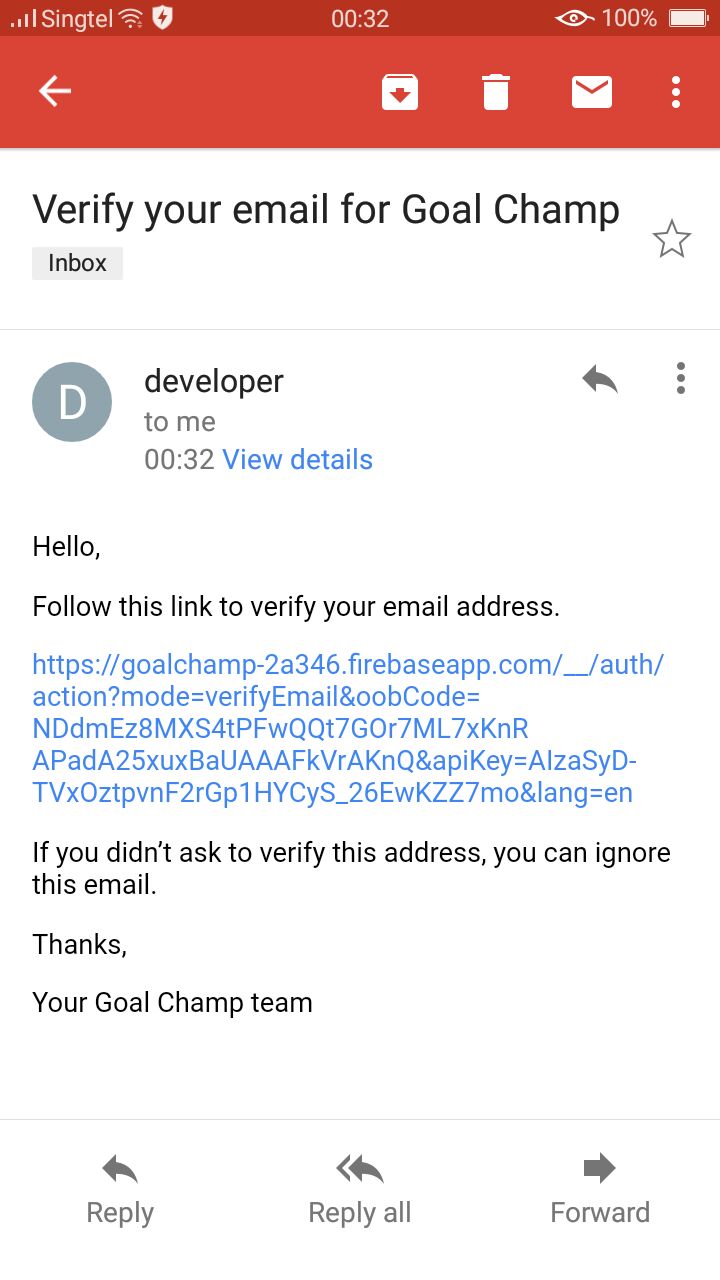 Singtel 00:32 100%
Verify your email for Goal Champ
Inbox
D
developer
to me
00:32 View details
Hello,
Follow this link to verify your email address.
https://goalchamp-2a346.firebaseapp.com/__/auth/
action?mode=verifyEmail&oobCode=
NDdmEz8MXS4tPFwQQt7GOr7ML7xKnR
APadA25xuxBaUAAAFkVrAKnQ&apiKey=AIzaSyD-
TVxOztpvnF2rGp1HYCyS_26EwKZZ7mo&lang=en
If you didn’t ask to verify this address, you can ignore
this email.
Thanks,
Your Goal Champ team
Reply Reply all Forward